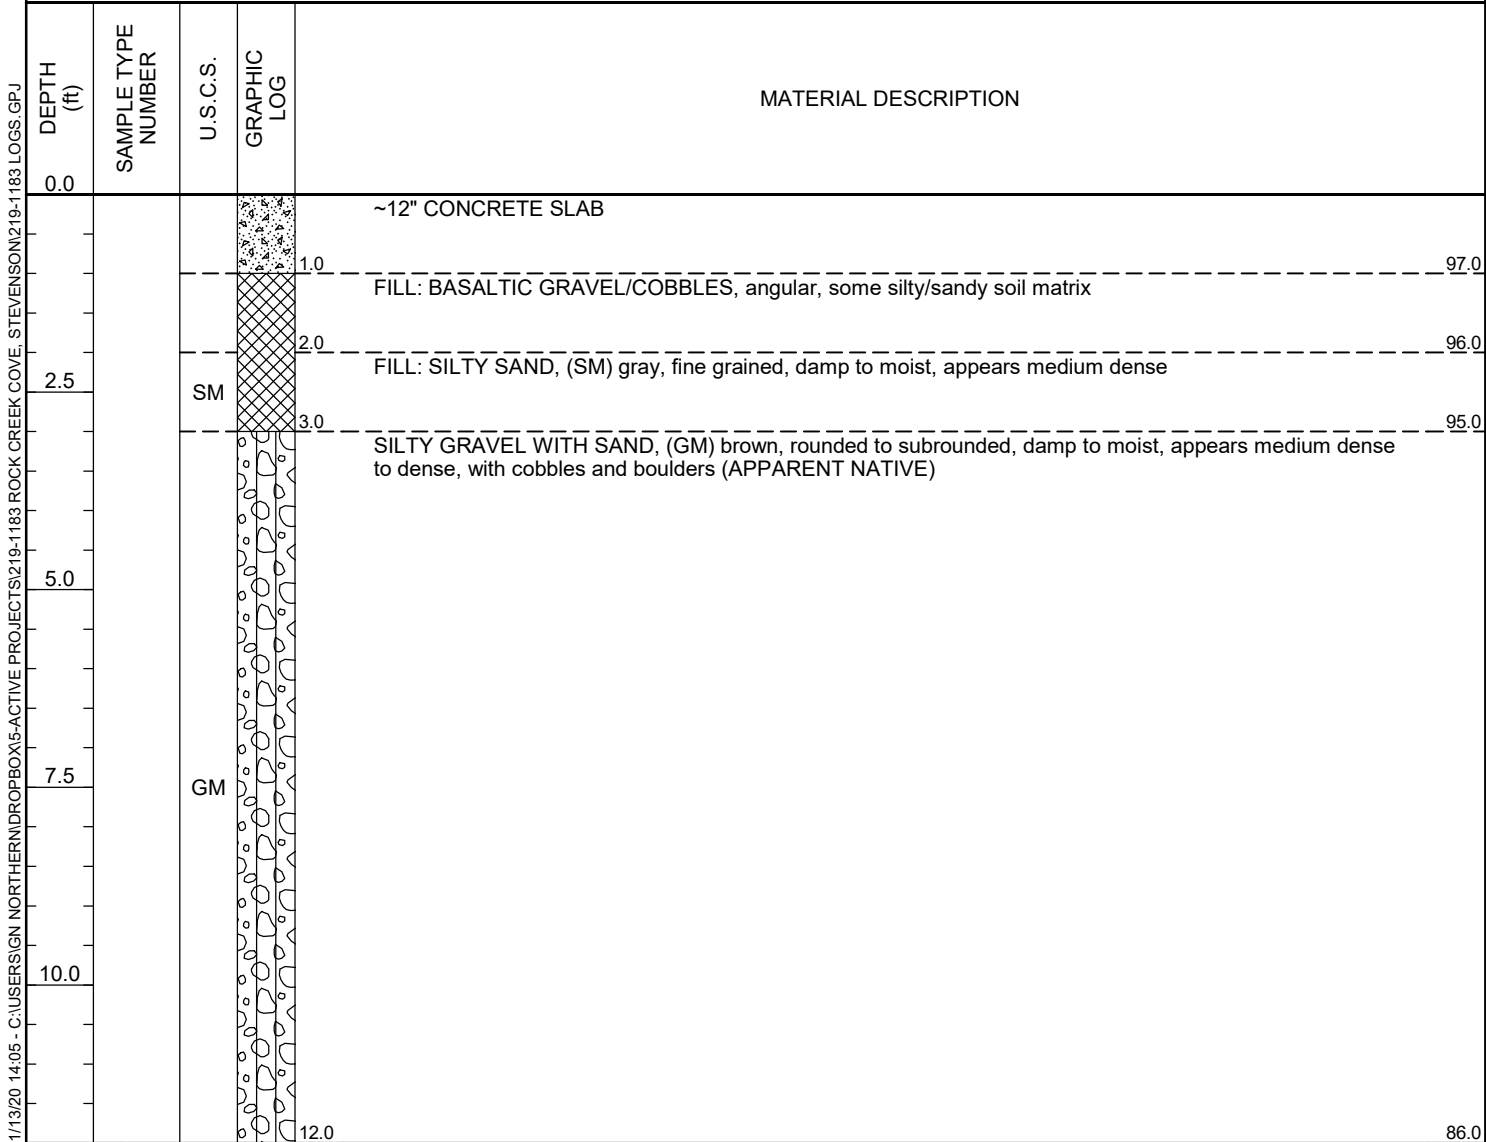 DEPTH
(ft)
SAMPLE TYPE
NUMBER
U.S.C.S.
GRAPHIC
LOG
MATERIAL DESCRIPTION
0.0
~12" CONCRETE SLAB
1.0 97.0
FILL: BASALTIC GRAVEL/COBBLES, angular, some silty/sandy soil matrix
2.0 96.0
FILL: SILTY SAND, (SM) gray, fine grained, damp to moist, appears medium dense
2.5
SM
3.0 95.0
SILTY GRAVEL WITH SAND, (GM) brown, rounded to subrounded, damp to moist, appears medium dense
to dense, with cobbles and boulders (APPARENT NATIVE)
5.0
7.5
GM
10.0
12.0 86.0
1/13/20 14:05 - C:\USERS\GN NORTHERN\DROPBOX\5-ACTIVE PROJECTS\219-1183 ROCK CREEK COVE, STEVENSON\219-1183 LOGS.GPJ